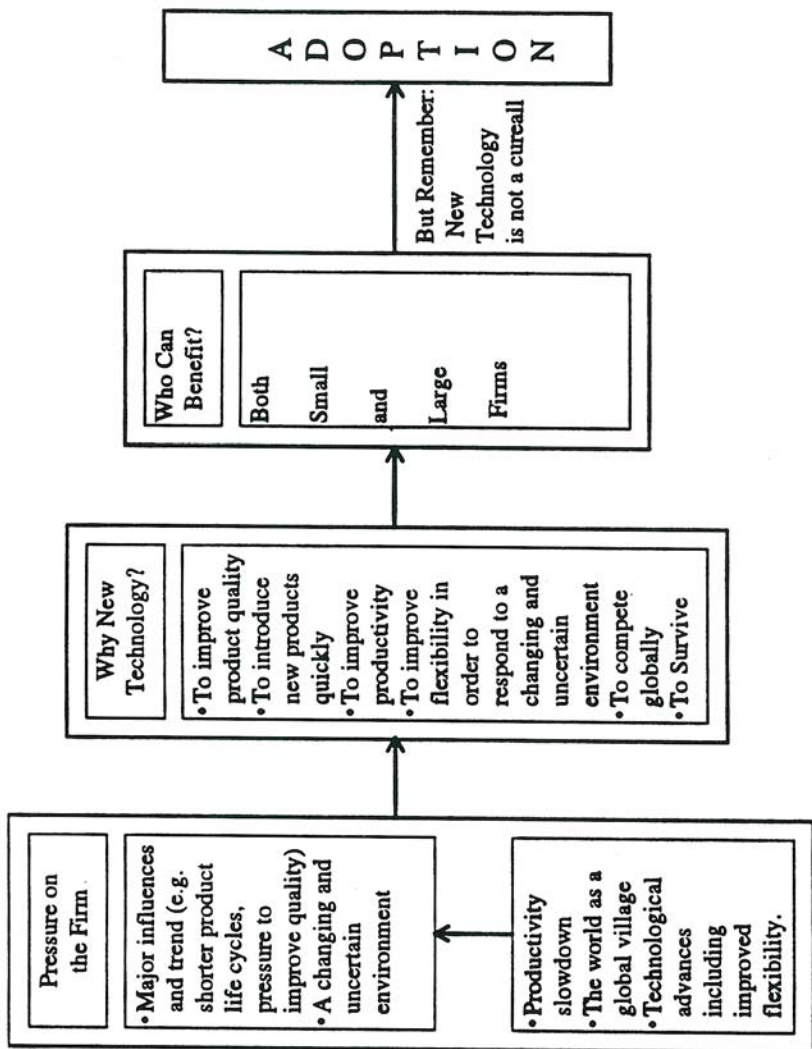 Pressure on
the Firm
• Major influences
and trend (e.g.
shorter product
life cycles,
pressure to
improve quality)
• A changing and
uncertain
environment
• Productivity
slowdown
• The world as a
global village
• Technological
advances
including
improved
flexibility.
Why New
Technology?
• To improve
product quality
• To introduce
new products
quickly
• To improve
productivity
• To improve
flexibility in
order to
respond to a
changing and
uncertain
environment
• To compete
globally
• To Survive
Who Can
Benefit?
Both
Small
and
Large
Firms
But Remember:
New
Technology
is not a cureall
A
D
O
P
T
I
O
N